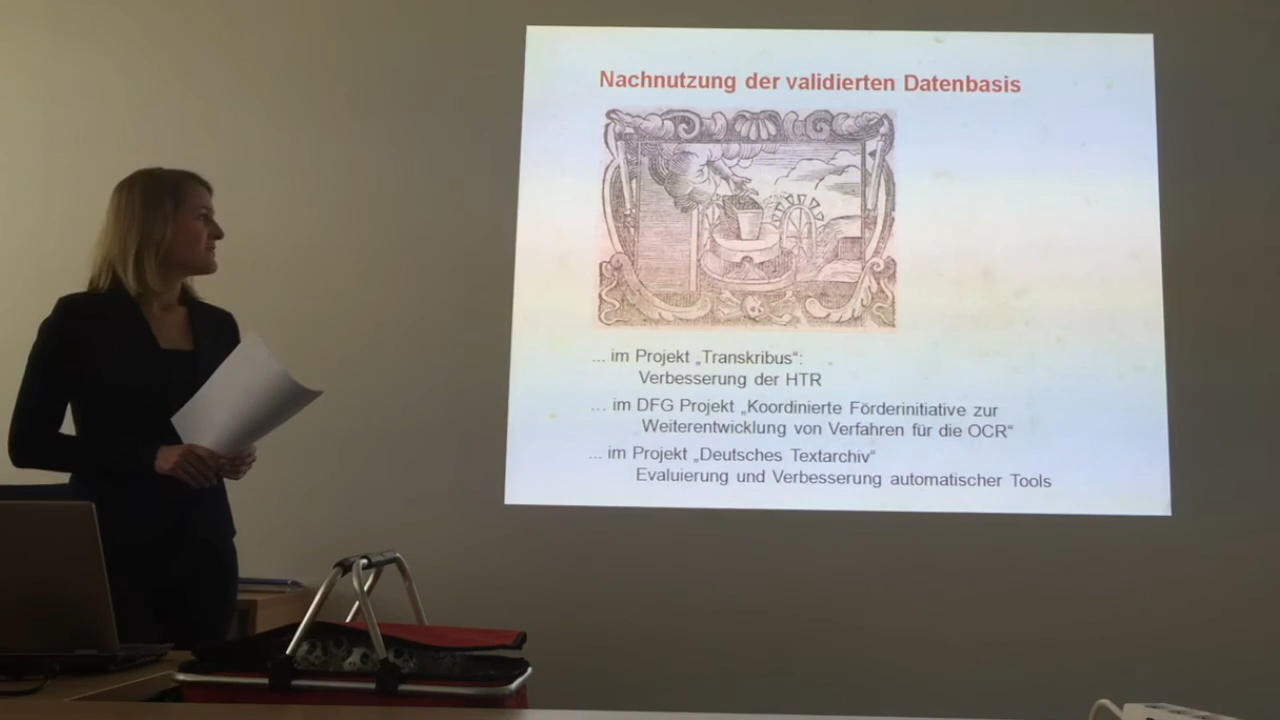 Nachnutzung der validierten Datenbasis
... im Projekt „Transkribus“:
Verbesserung der HTR
... im DFG Projekt „Koordinierte Förderinitiative zur
Weiterentwicklung von Verfahren für die OCR“
... im Projekt „Deutsches Textarchiv“
Evaluierung und Verbesserung automatischer Tools